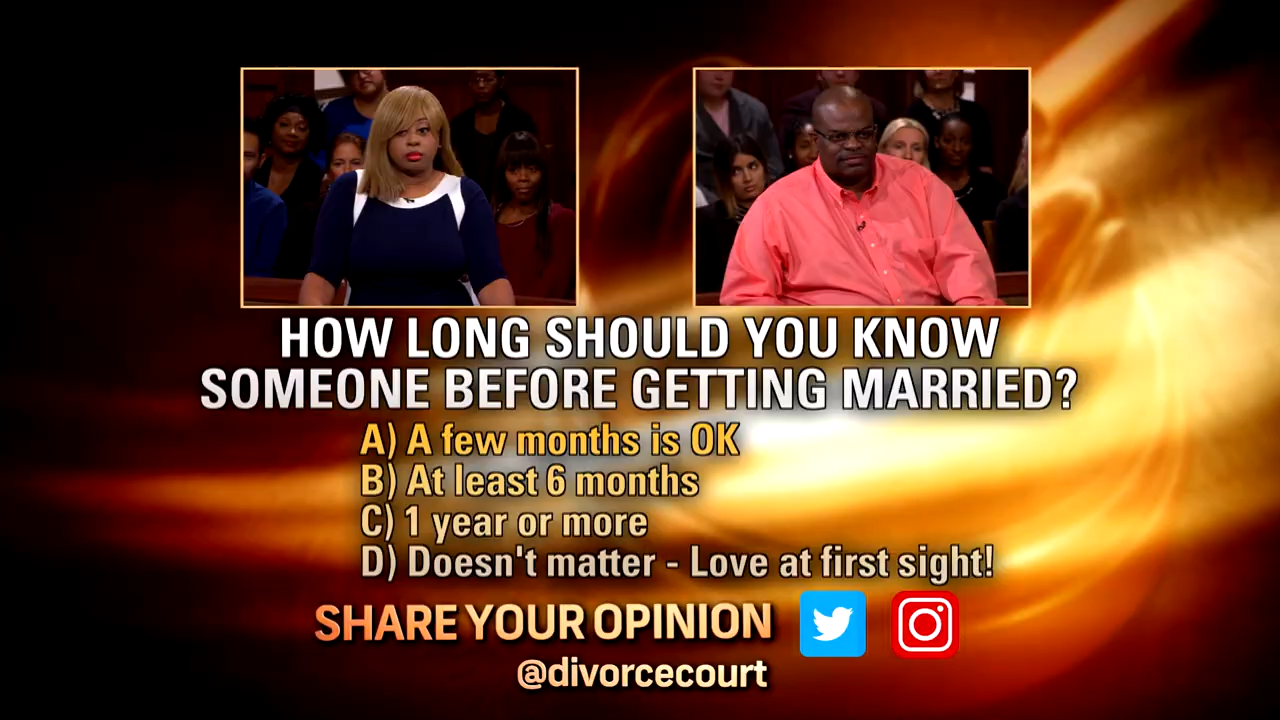 HOW LONG SHOULD YOU KNOW
SOMEONE BEFORE GETTING MARRIED?
A) A few months is OK
B) At least 6 months
C) 1 year or more
D) Doesn't matter - Love at first sight!
SHARE YOUR OPINION
@divorcecourt